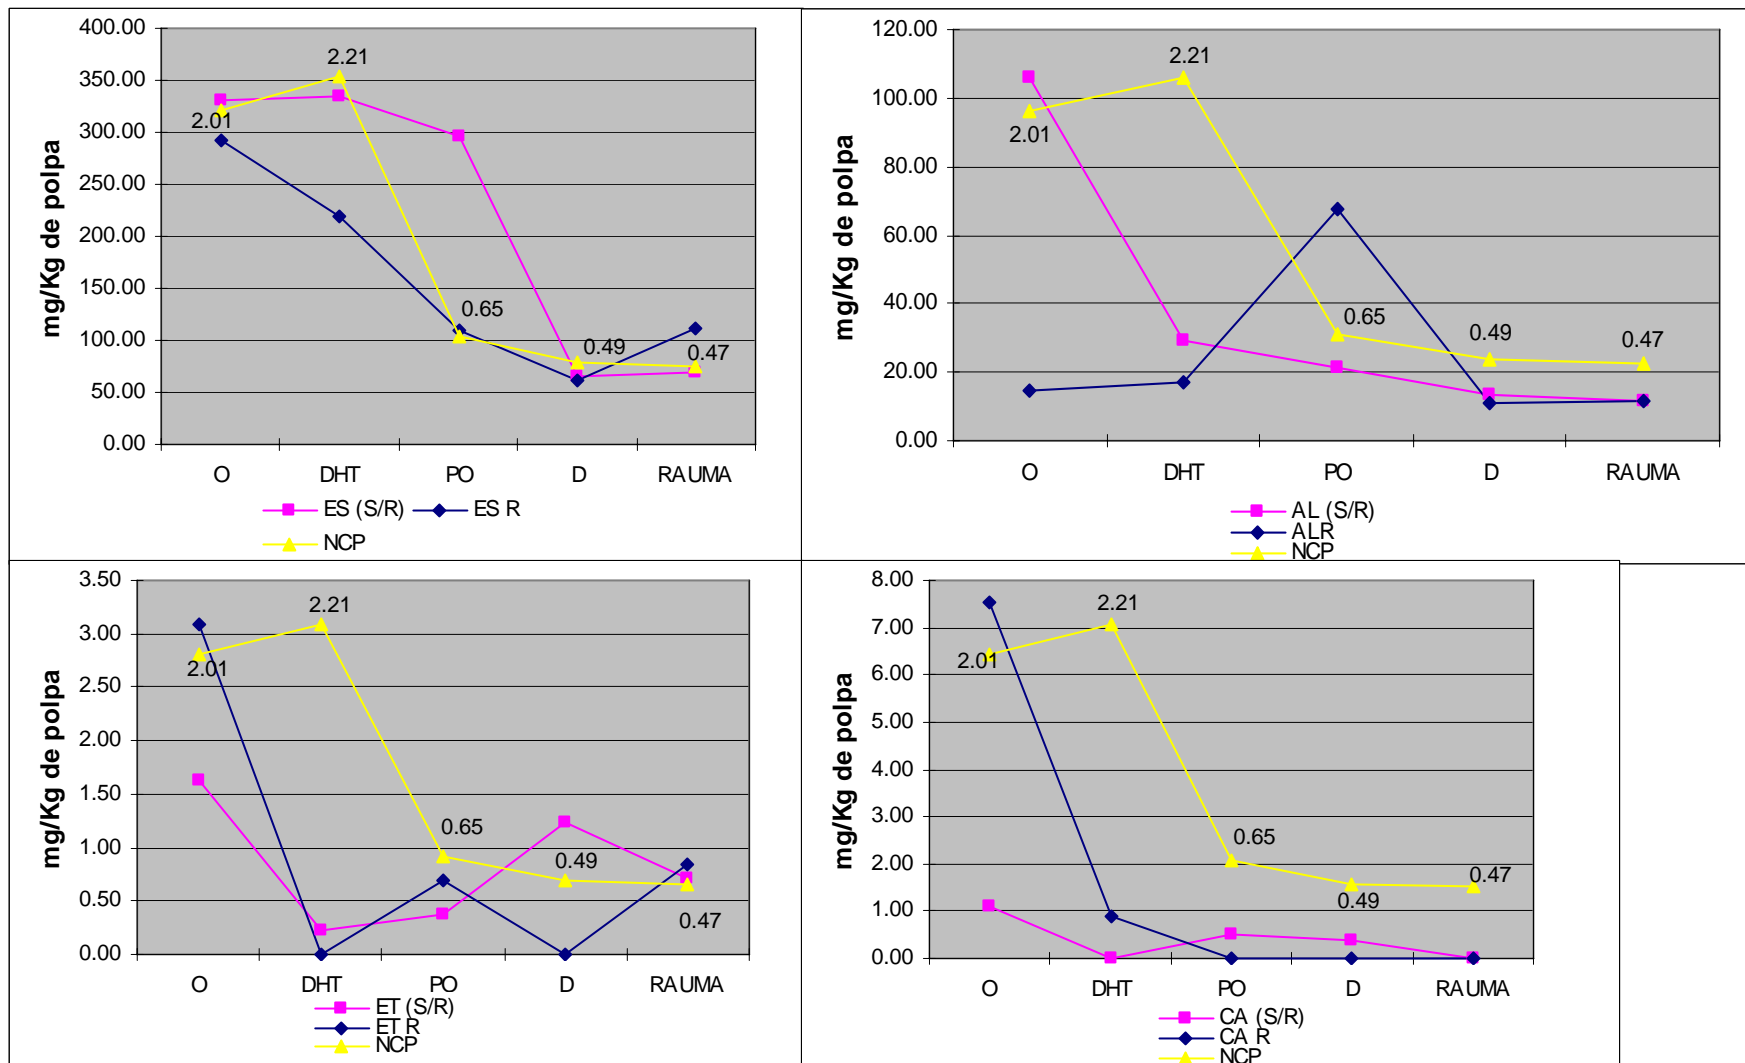 400.00
350.00
300.00
250.00
200.00
150.00
100.00
50.00
0.00
mg/Kg de polpa
2.01
2.21
0.65
0.49
0.47
O DHT PO D RAUMA
ES (S/R) ES R
NCP
120.00
100.00
80.00
60.00
40.00
20.00
0.00
mg/Kg de polpa
2.01
2.21
0.65
0.49
0.47
O DHT PO D RAUMA
AL (S/R)
ALR
NCP
3.50
3.00
2.50
2.00
1.50
1.00
0.50
0.00
mg/Kg de polpa
2.01
2.21
0.65
0.49
0.47
O DHT PO D RAUMA
ET (S/R)
ET R
NCP
8.00
7.00
6.00
5.00
4.00
3.00
2.00
1.00
0.00
mg/Kg de polpa
2.01
2.21
0.65
0.49
0.47
O DHT PO D RAUMA
CA (S/R)
CA R
NCP